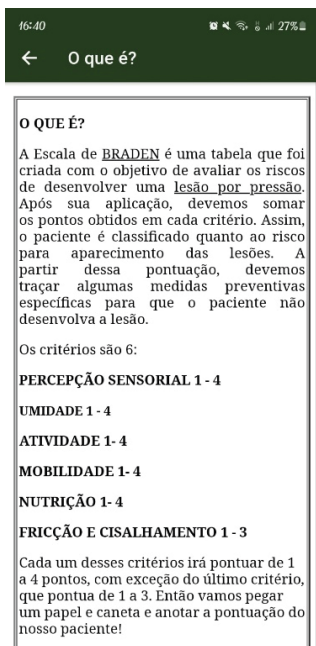 16:40
27%
O que é?
O QUE É?
A Escala de BRADEN é uma tabela que foi
criada com o objetivo de avaliar os riscos
de desenvolver uma lesão por pressão.
Após sua aplicação, devemos somar
os pontos obtidos em cada critério. Assim,
o paciente é classificado quanto ao risco
para aparecimento das lesões. A
partir dessa pontuação, devemos
traçar algumas medidas preventivas
específicas para que o paciente não
desenvolva a lesão.
Os critérios são 6:
PERCEPÇÃO SENSORIAL 1 - 4
UMIDADE 1 - 4
ATIVIDADE 1- 4
MOBILIDADE 1- 4
NUTRIÇÃO 1- 4
FRICÇÃO E CISALHAMENTO 1 - 3
Cada um desses critérios irá pontuar de 1
a 4 pontos, com exceção do último critério,
que pontua de 1 a 3. Então vamos pegar
um papel e caneta e anotar a pontuação do
nosso paciente!